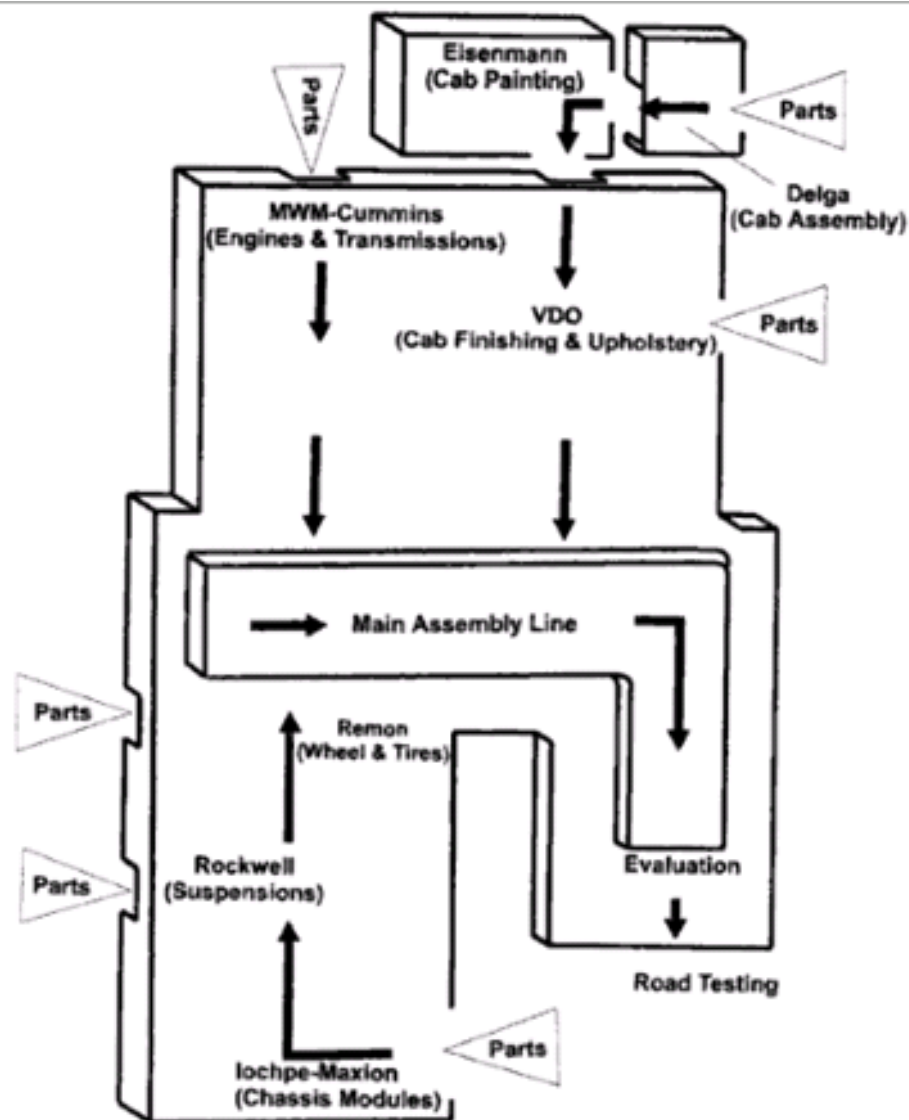 Eisenmann
(Cab Painting)
Parts
Parts
Delga
(Cab Assembly)
MWM-Cummins
(Engines & Transmissions)
VDO
(Cab Finishing & Upholstery)
Parts
Main Assembly Line
Parts
Remon
(Wheel & Tires)
Rockwell
(Suspensions)
Parts
Evaluation
Road Testing
Parts
Iochpe-Maxion
(Chassis Modules)